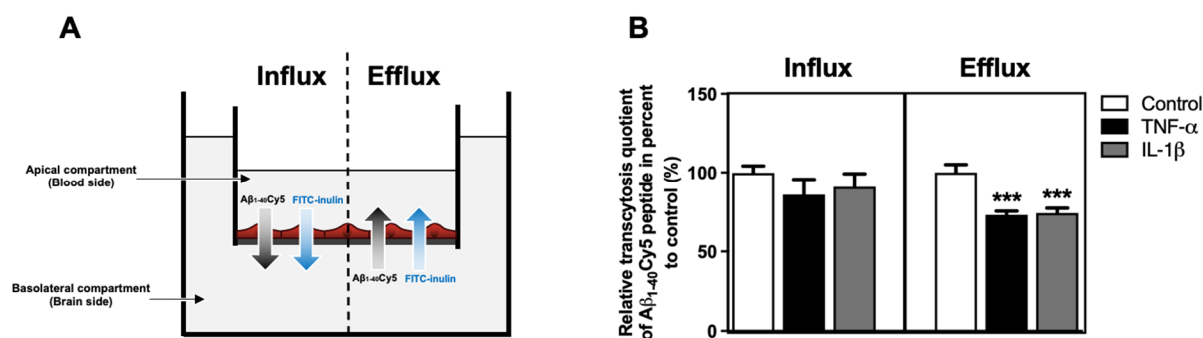 A
Influx Efflux
Apical compartment
(Blood side)
Aβ1-40Cy5 FITC-inulin
Aβ1-40Cy5 FITC-inulin
Basolateral compartment
(Brain side)
B
Influx Efflux
Relative transcytosis quotient
of Aβ1-40Cy5 peptide in percent
to control (%)
150
100
50
0
*** ***
Control
TNF-α
IL-1β